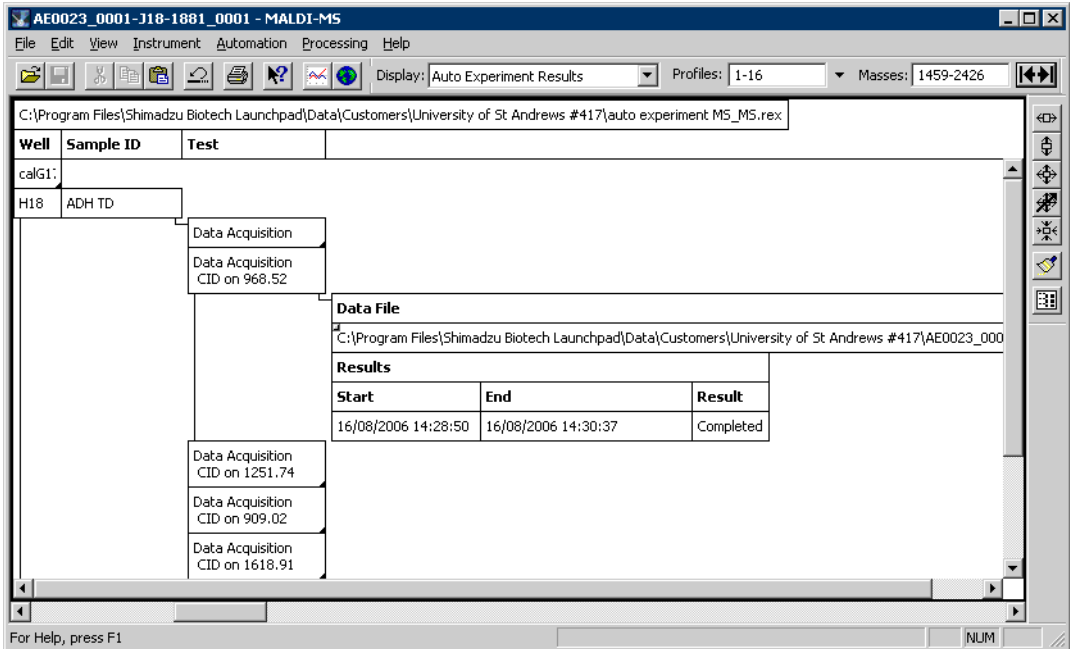 AE0023_0001-J18-1881_0001 - MALDI-MS
File Edit View Instrument Automation Processing Help
Display: Auto Experiment Results Profiles: 1-16 Masses: 1459-2426
C:\Program Files\Shimadzu Biotech Launchpad\Data\Customers\University of St Andrews #417\auto experiment MS_MS.rex
Well Sample ID Test
calG1
H18 ADH TD
Data Acquisition
Data Acquisition
CID on 968.52
Data File
C:\Program Files\Shimadzu Biotech Launchpad\Data\Customers\University of St Andrews #417\AE0023_000
Results
Start End Result
16/08/2006 14:28:50 16/08/2006 14:30:37 Completed
Data Acquisition
CID on 1251.74
Data Acquisition
CID on 909.02
Data Acquisition
CID on 1618.91
For Help, press F1 NUM